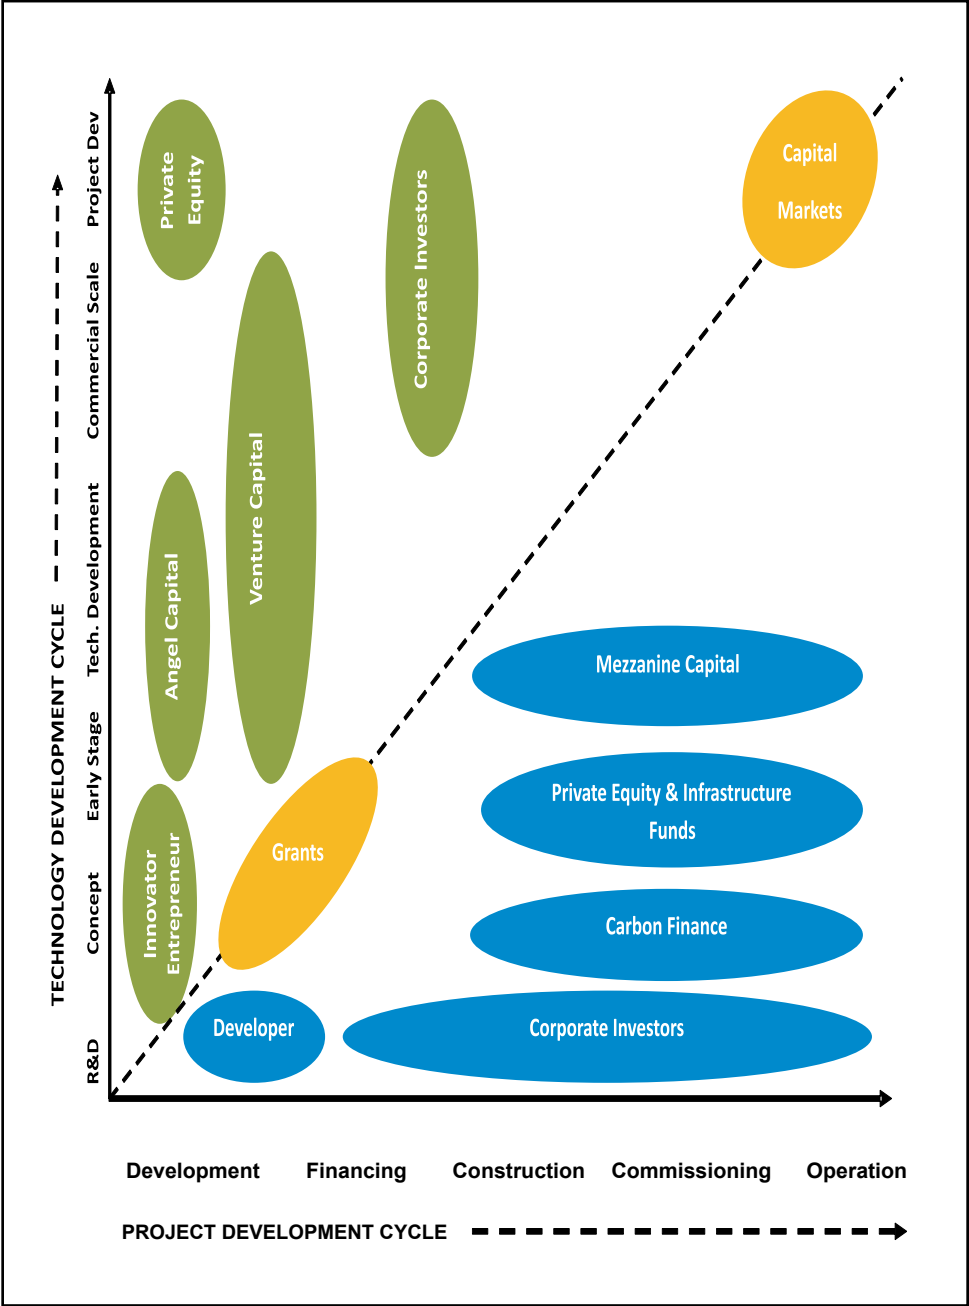 Private
Equity
Corporate Investors
Capital
Markets
Venture Capital
Angel Capital
Mezzanine Capital
Private Equity & Infrastructure
Funds
Grants
Innovator
Entrepreneur
Carbon Finance
Developer
Corporate Investors
TECHNOLOGY DEVELOPMENT CYCLE
Project Dev
Commercial Scale
Tech. Development
Early Stage
Concept
R&D
Development
Financing
Construction
Commissioning
Operation
PROJECT DEVELOPMENT CYCLE